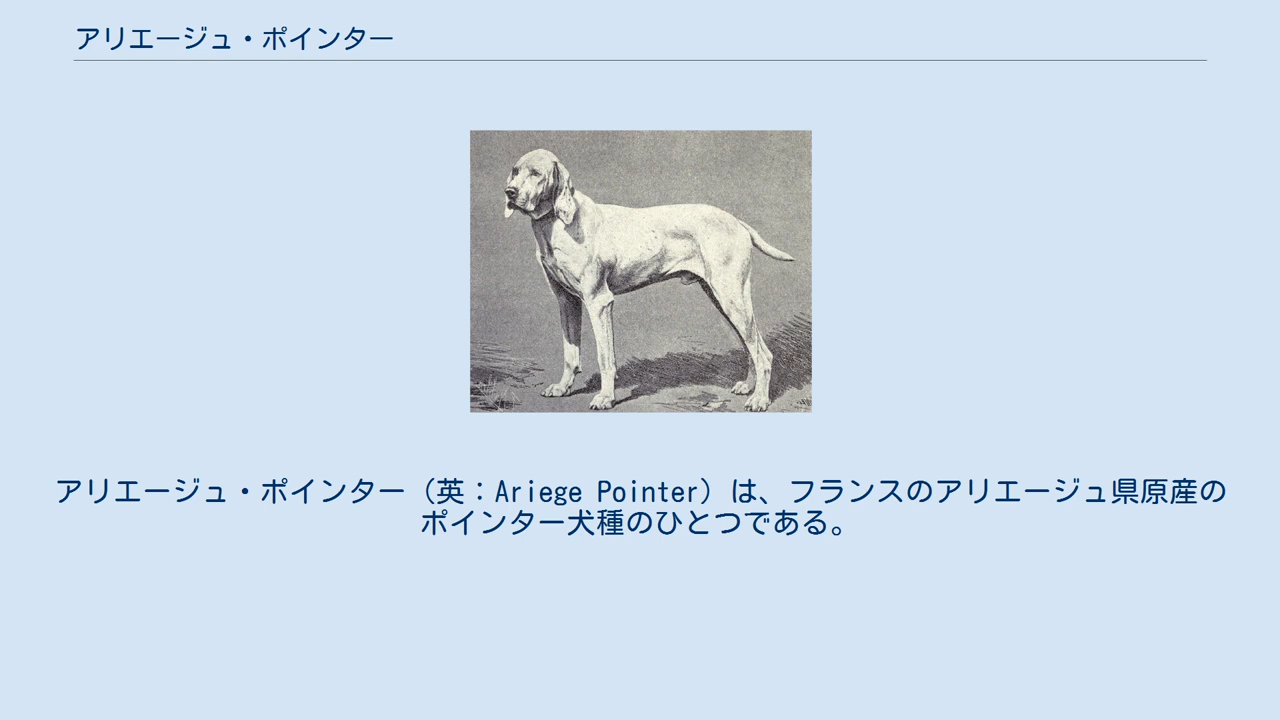 アリエージュ・ポインター
アリエージュ・ポインター（英：Ariege Pointer）は、フランスのアリエージュ県原産の
ポインター犬種のひとつである。